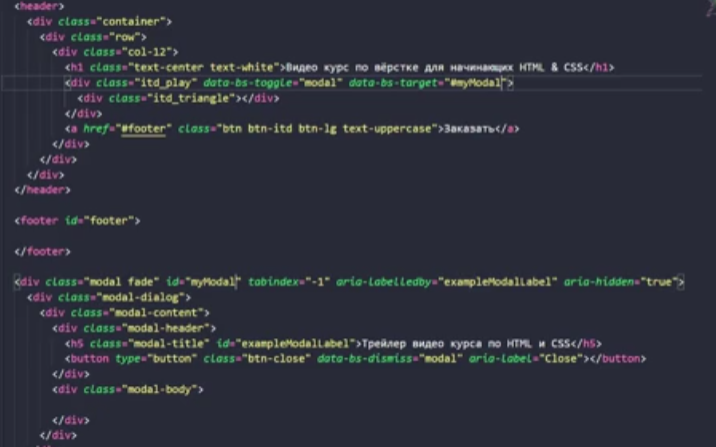 <header>
<div class="container">
<div class="row">
<div class="col-12">
<h1 class="text-center text-white">Видео курс по вёрстке для начинающих HTML & CSS</h1>
<div class="itd_play" data-bs-toggle="modal" data-bs-target="#myModal">
<div class="itd_triangle"></div>
</div>
<a href="#footer" class="btn btn-itd btn-lg text-uppercase">Заказать</a>
</div>
</div>
</div>
</header>
<footer id="footer">
</footer>
<div class="modal fade" id="myModal" tabindex="-1" aria-labelledby="exampleModalLabel" aria-hidden="true">
<div class="modal-dialog">
<div class="modal-content">
<div class="modal-header">
<h5 class="modal-title" id="exampleModalLabel">Трейлер видео курса по HTML и CSS</h5>
<button type="button" class="btn-close" data-bs-dismiss="modal" aria-label="Close"></button>
</div>
<div class="modal-body">
</div>
</div>